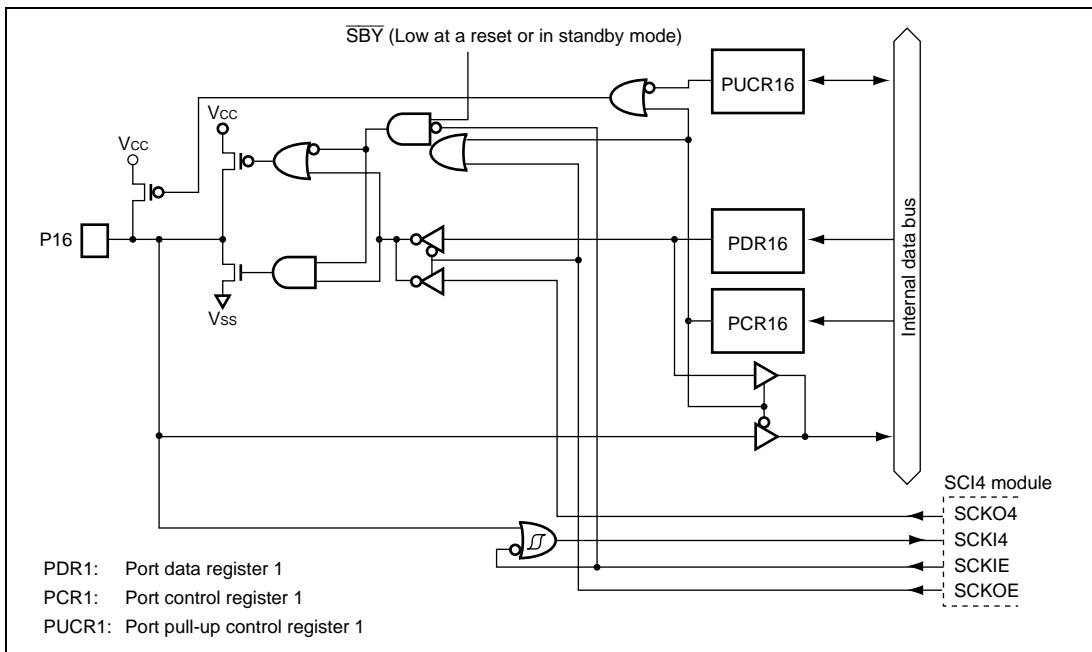 SBY (Low at a reset or in standby mode)
PUCR16
VCC
VCC
P16
PDR16
Internal data bus
PCR16
VSS
SCI4 module
SCKO4
SCKI4
SCKIE
SCKOE
PDR1: Port data register 1
PCR1: Port control register 1
PUCR1: Port pull-up control register 1